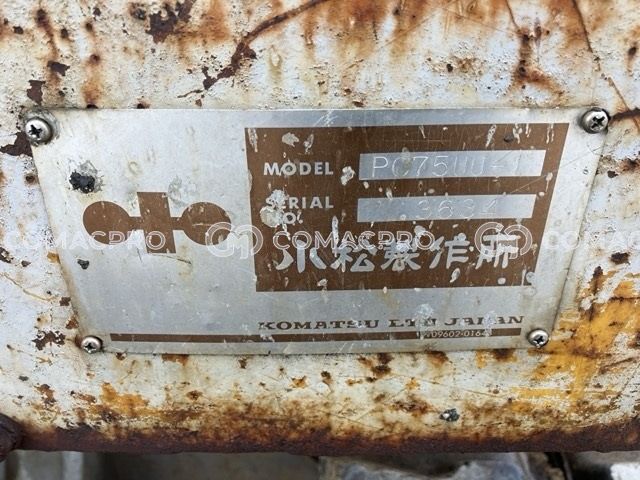 MODEL PC75UU-1
SERIAL NO. 3634
小松製作所
KOMATSU LTD JAPAN
COMACPRO COMACPRO COMACPRO